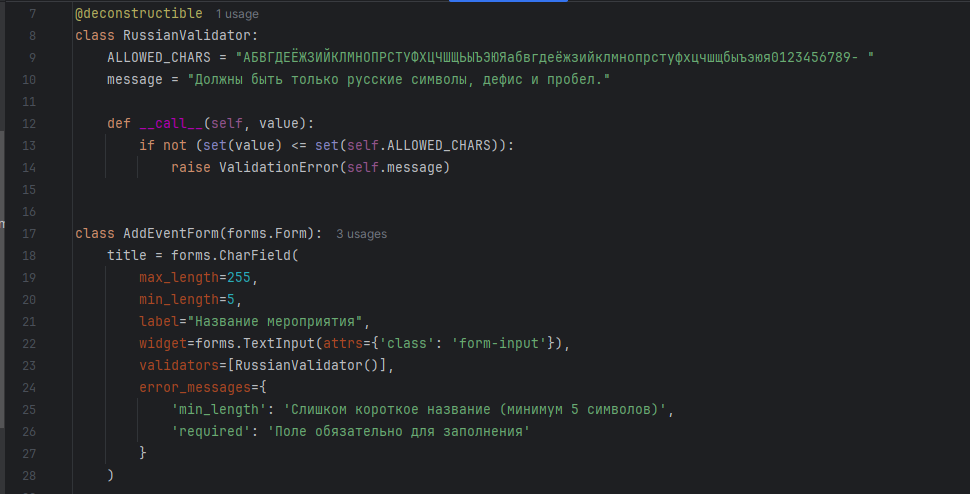 7 @deconstructible 1 usage
8 class RussianValidator:
9 ALLOWED_CHARS = "АБВГДЕЁЖЗИЙКЛМНОПРСТУФХЦЧШЩЬЫЪЭЮЯабвгдеёжзийклмнопрстуфхцчшщбыъэюя0123456789- "
10 message = "Должны быть только русские символы, дефис и пробел."
11
12 def __call__(self, value):
13 if not (set(value) <= set(self.ALLOWED_CHARS)):
14 raise ValidationError(self.message)
15
16
17 class AddEventForm(forms.Form): 3 usages
18 title = forms.CharField(
19 max_length=255,
20 min_length=5,
21 label="Название мероприятия",
22 widget=forms.TextInput(attrs={'class': 'form-input'}),
23 validators=[RussianValidator()],
24 error_messages={
25 'min_length': 'Слишком короткое название (минимум 5 символов)',
26 'required': 'Поле обязательно для заполнения'
27 }
28 )